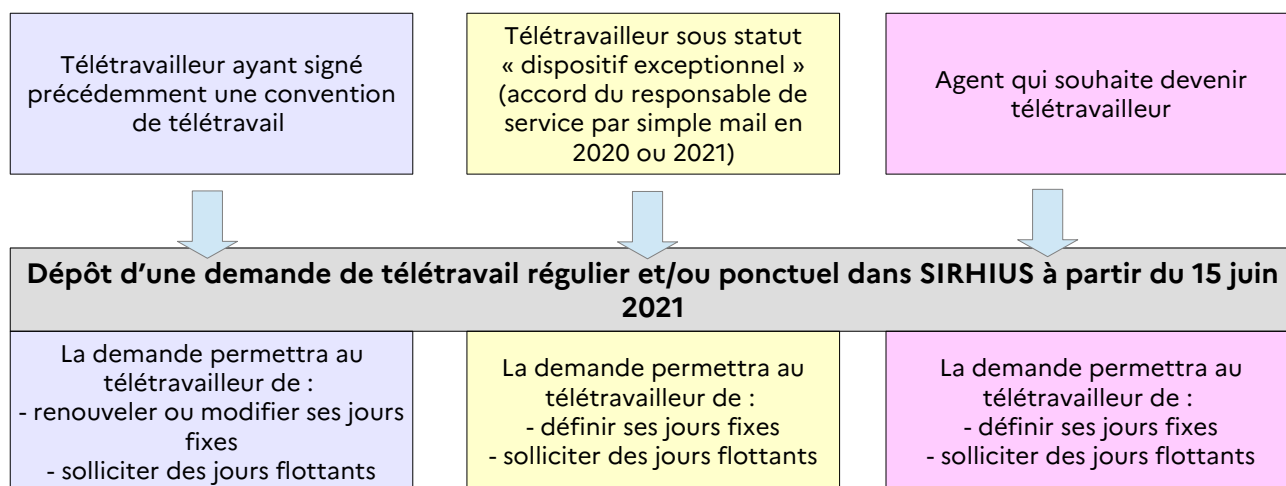 Télétravailleur ayant signé
précédemment une convention
de télétravail
Télétravailleur sous statut
« dispositif exceptionnel »
(accord du responsable de
service par simple mail en
2020 ou 2021)
Agent qui souhaite devenir
télétravailleur
Dépôt d’une demande de télétravail régulier et/ou ponctuel dans SIRHIUS à partir du 15 juin
2021
La demande permettra au
télétravailleur de :
- renouveler ou modifier ses jours
fixes
- solliciter des jours flottants
La demande permettra au
télétravailleur de :
- définir ses jours fixes
- solliciter des jours flottants
La demande permettra au
télétravailleur de :
- définir ses jours fixes
- solliciter des jours flottants